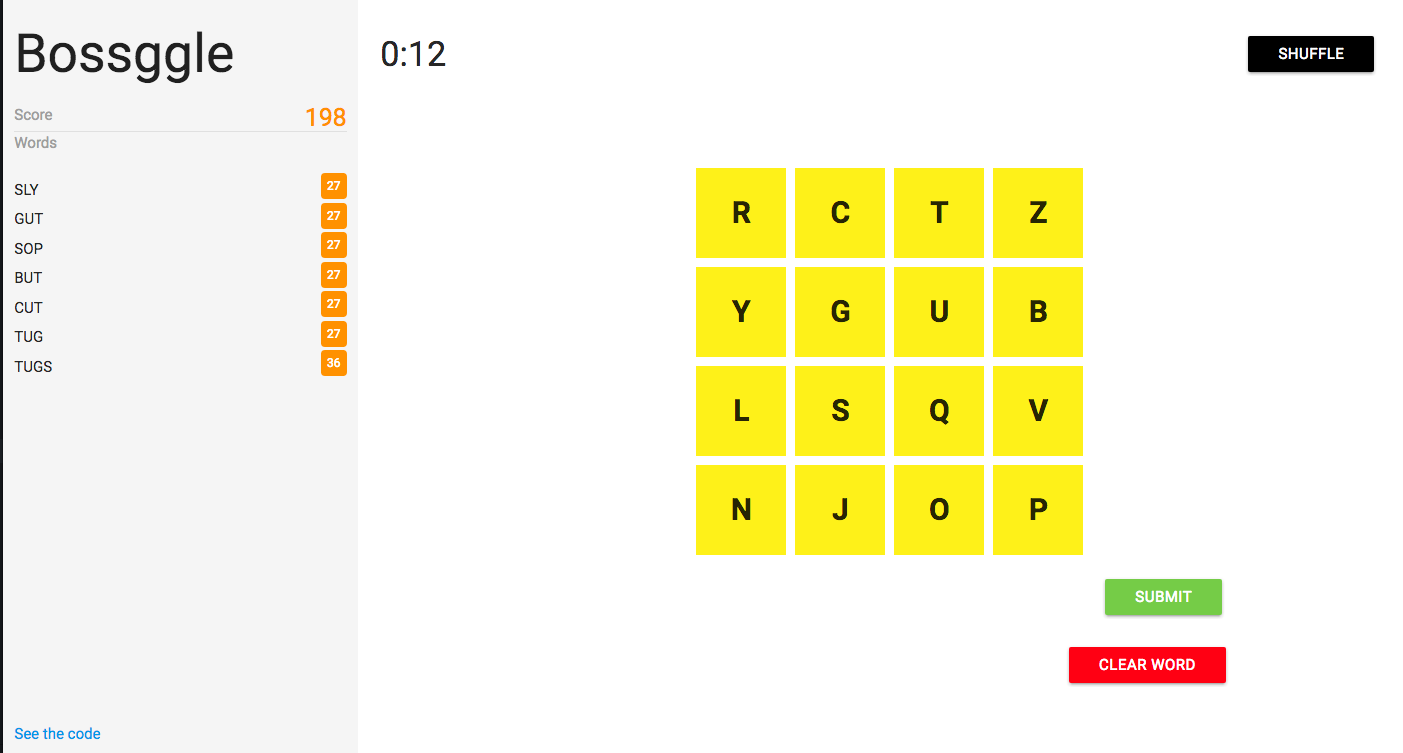 Bossggle
0:12
SHUFFLE
Score 198
Words
SLY 27
GUT 27
SOP 27
BUT 27
CUT 27
TUG 27
TUGS 36
R C T Z
Y G U B
L S Q V
N J O P
SUBMIT
CLEAR WORD
See the code